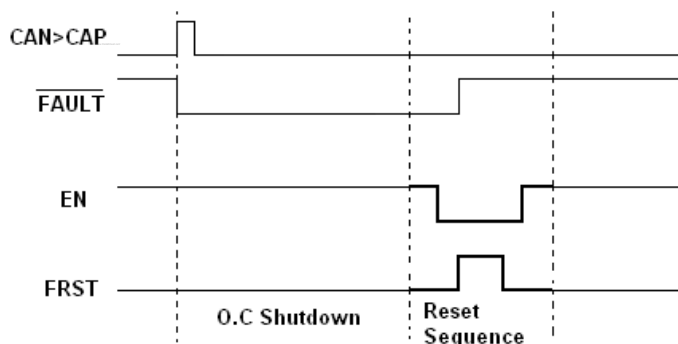 CAN>CAP
FAULT
EN
FRST
O.C Shutdown
Reset
Sequence